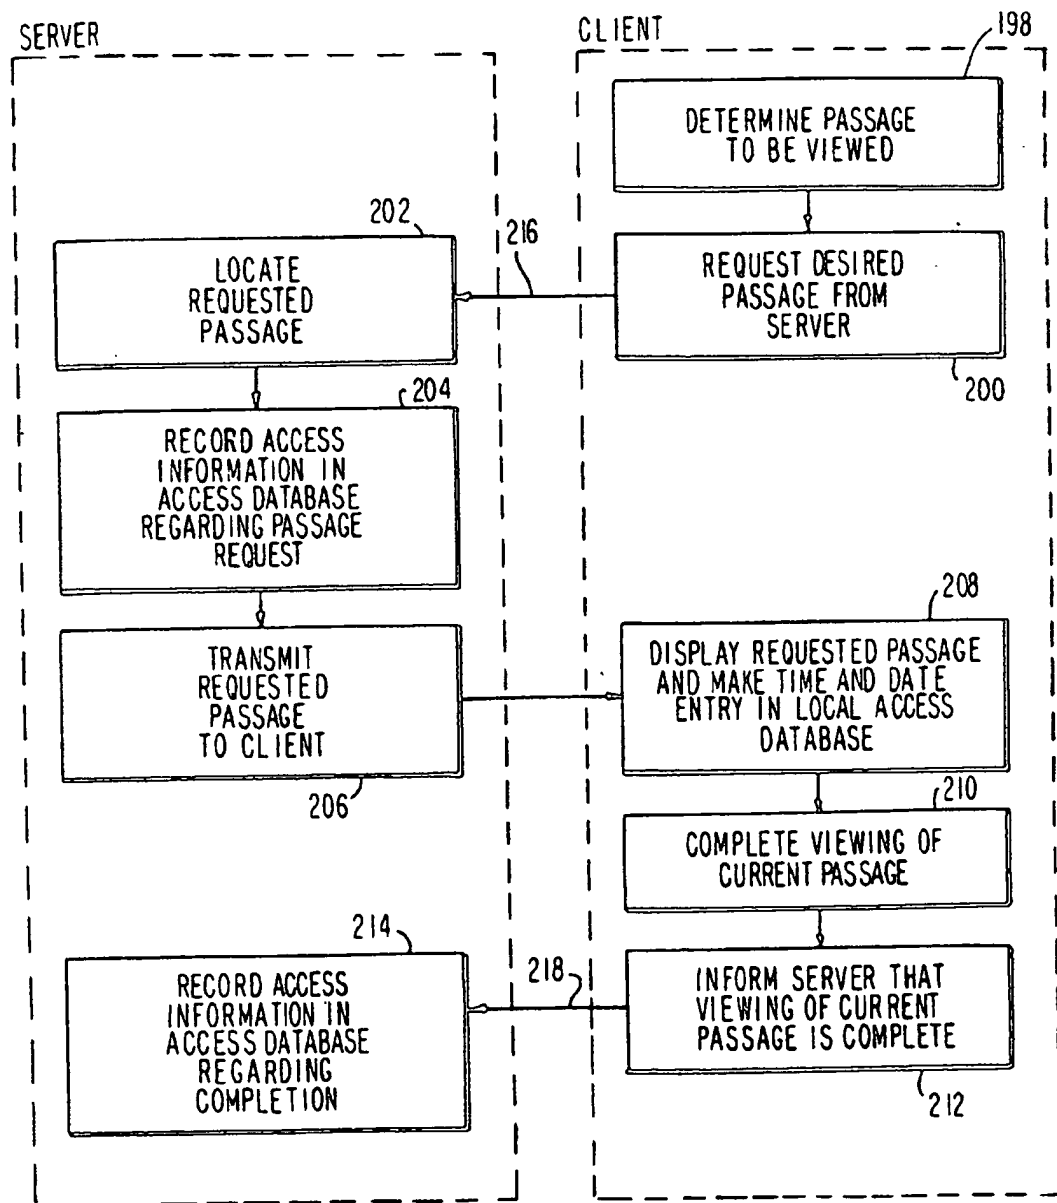 SERVER
CLIENT
198
DETERMINE PASSAGE
TO BE VIEWED
202
LOCATE
REQUESTED
PASSAGE
216
REQUEST DESIRED
PASSAGE FROM
SERVER
200
204
RECORD ACCESS
INFORMATION IN
ACCESS DATABASE
REGARDING PASSAGE
REQUEST
TRANSMIT
REQUESTED
PASSAGE
TO CLIENT
206
208
DISPLAY REQUESTED PASSAGE
AND MAKE TIME AND DATE
ENTRY IN LOCAL ACCESS
DATABASE
210
COMPLETE VIEWING OF
CURRENT PASSAGE
214
RECORD ACCESS
INFORMATION IN
ACCESS DATABASE
REGARDING
COMPLETION
218
INFORM SERVER THAT
VIEWING OF CURRENT
PASSAGE IS COMPLETE
212